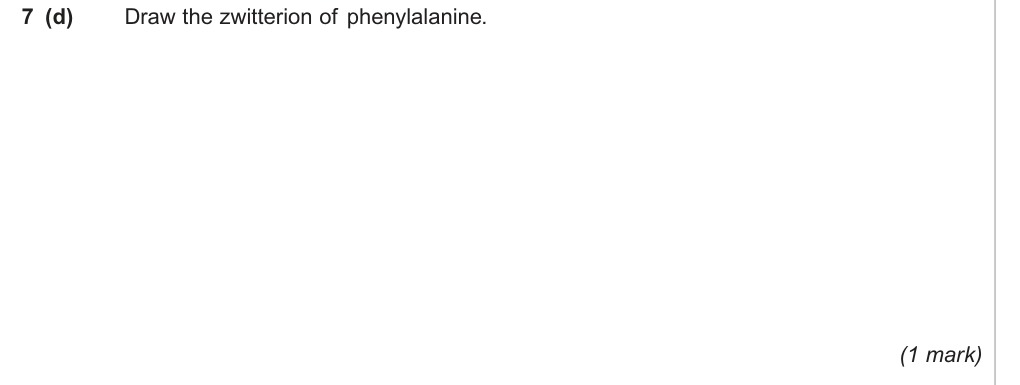 7 (d) Draw the zwitterion of phenylalanine.
(1 mark)